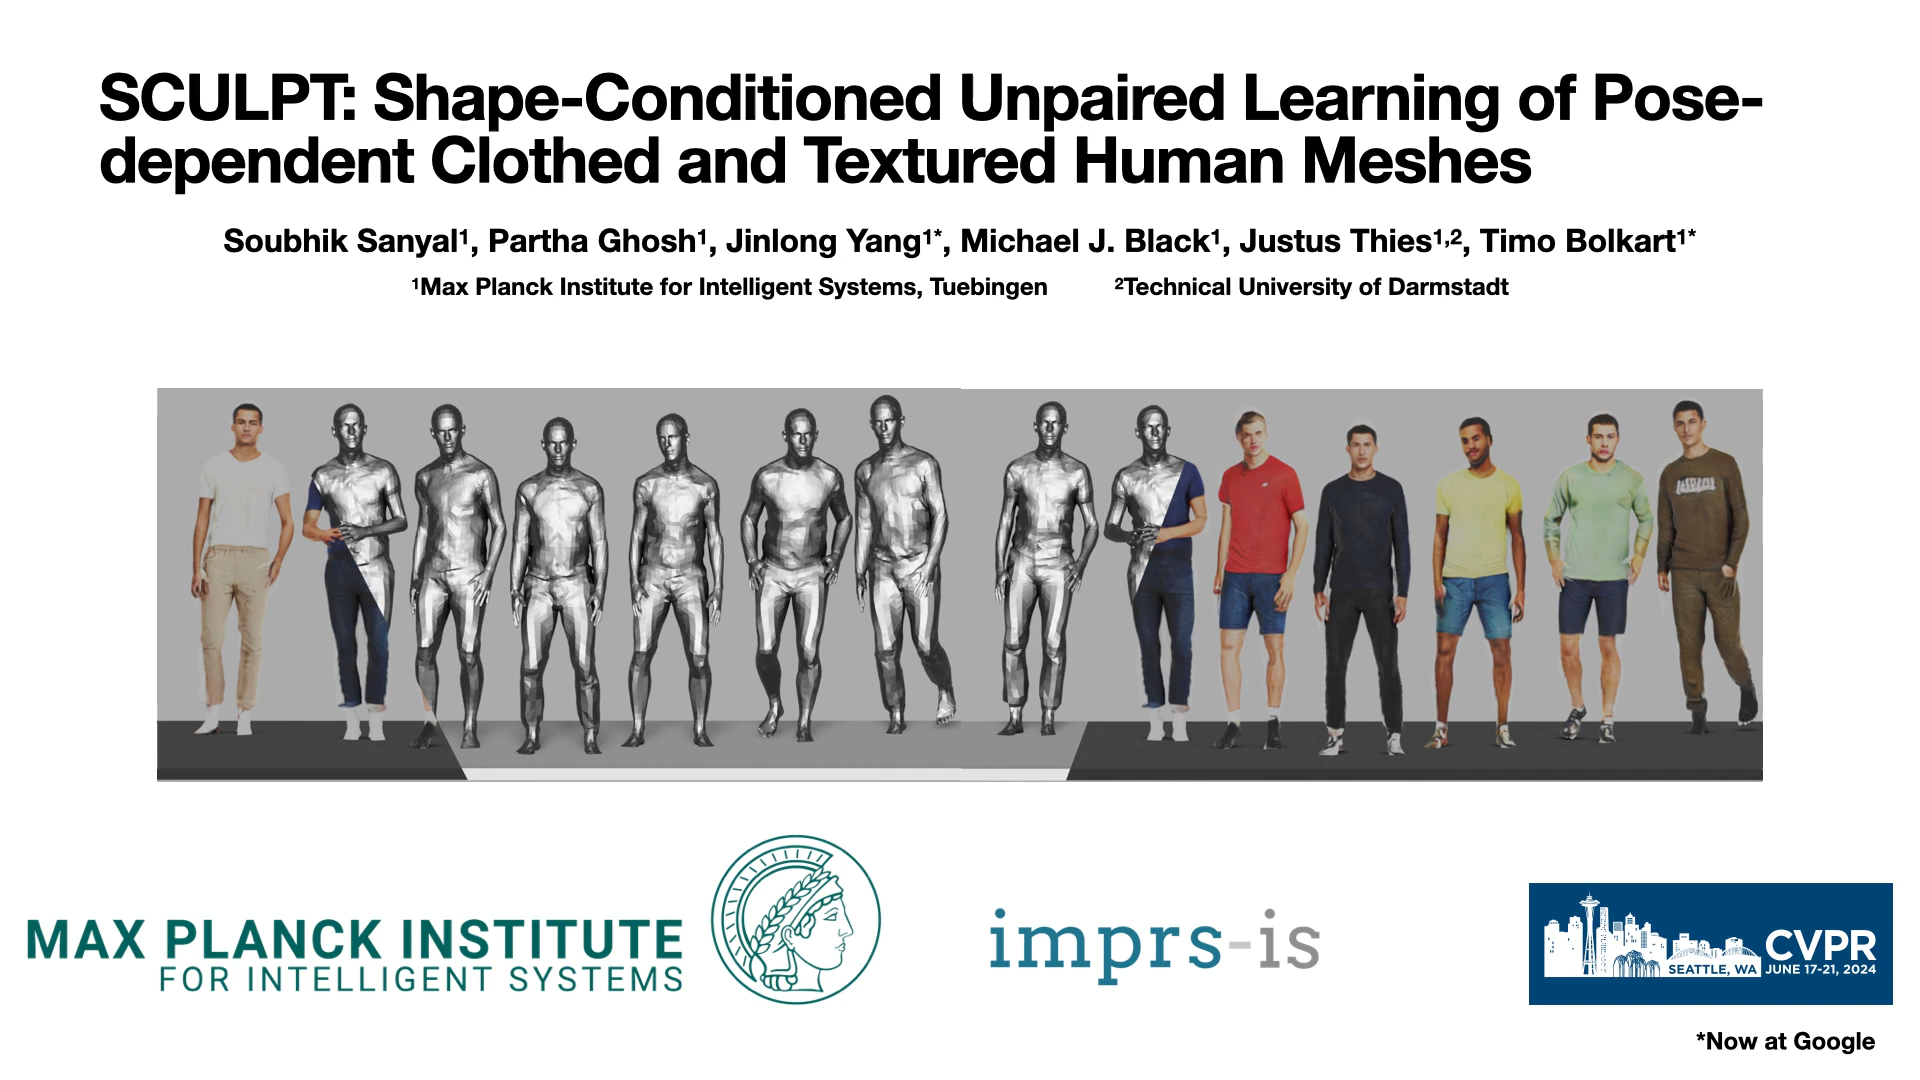 SCULPT: Shape-Conditioned Unpaired Learning of Pose-
dependent Clothed and Textured Human Meshes
Soubhik Sanyal¹, Partha Ghosh¹, Jinlong Yang¹*, Michael J. Black¹, Justus Thies¹,², Timo Bolkart¹*
¹Max Planck Institute for Intelligent Systems, Tuebingen ²Technical University of Darmstadt
MAX PLANCK INSTITUTE
FOR INTELLIGENT SYSTEMS
imprs-is
CVPR
SEATTLE, WA JUNE 17-21, 2024
*Now at Google